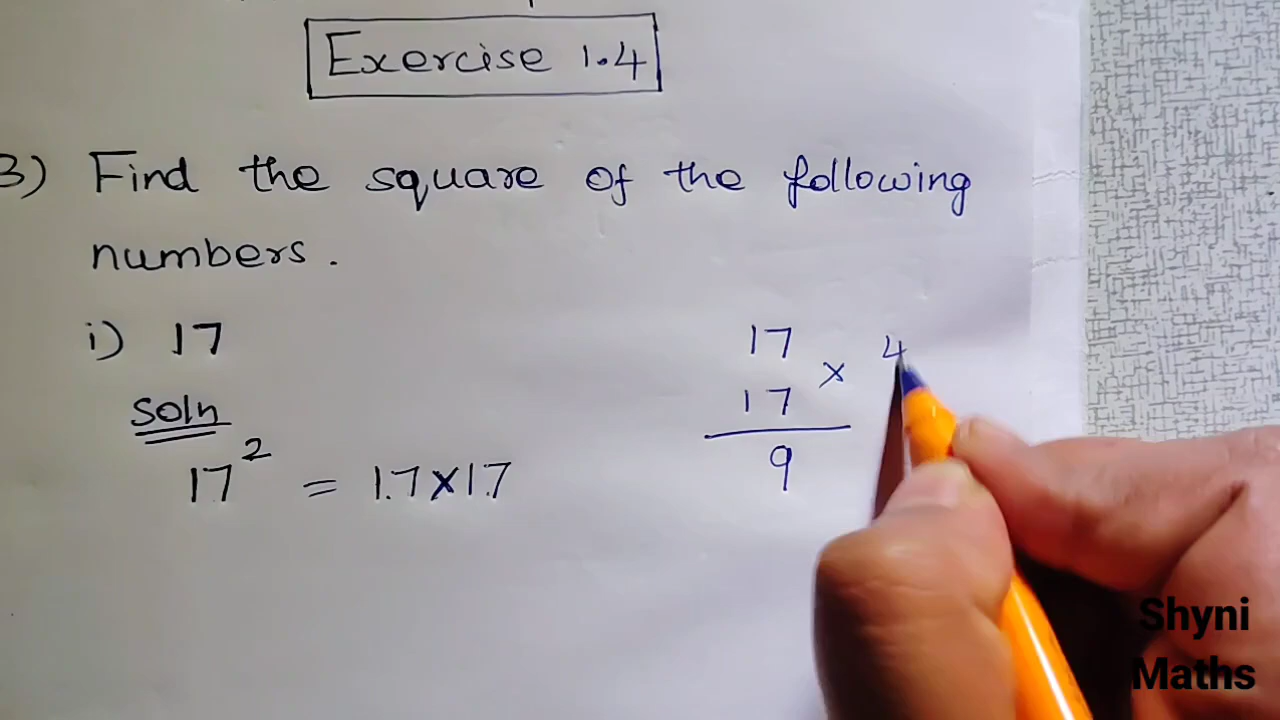 Exercise 1.4
3) Find the square of the following
numbers.
i) 17
Soln
17² = 17×17
17
17 ×
9
4
Shyni
Maths